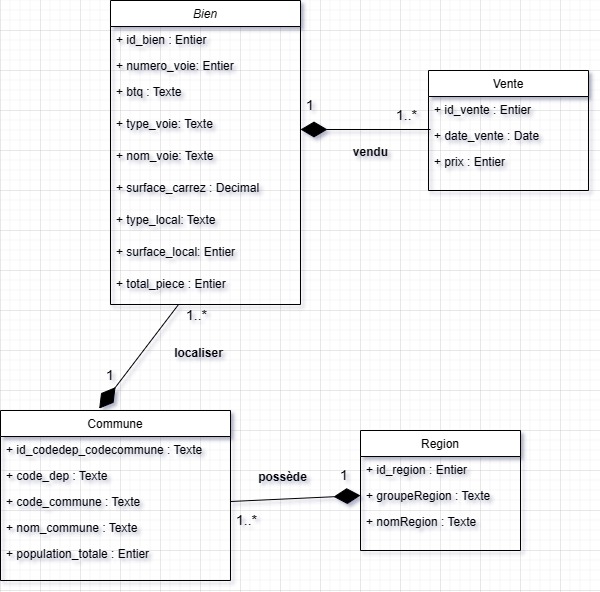 Bien
+ id_bien : Entier
+ numero_voie: Entier
+ btq : Texte
+ type_voie: Texte
+ nom_voie: Texte
+ surface_carrez : Decimal
+ type_local: Texte
+ surface_local: Entier
+ total_piece : Entier
1
1..*
vendu
Vente
+ id_vente : Entier
+ date_vente : Date
+ prix : Entier
1..*
localiser
1
Commune
+ id_codedep_codecommune : Texte
+ code_dep : Texte
+ code_commune : Texte
+ nom_commune : Texte
+ population_totale : Entier
possède
1
1..*
Region
+ id_region : Entier
+ groupeRegion : Texte
+ nomRegion : Texte